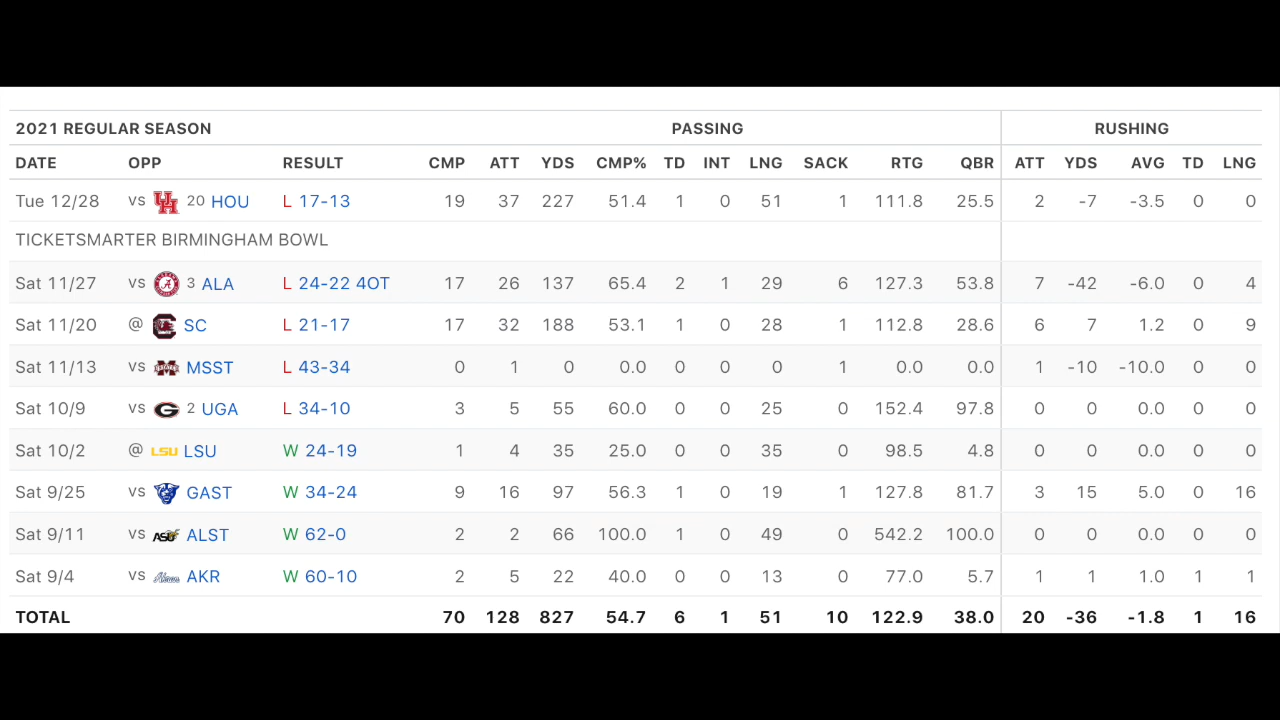 2021 REGULAR SEASON PASSING RUSHING
DATE OPP RESULT CMP ATT YDS CMP% TD INT LNG SACK RTG QBR ATT YDS AVG TD LNG
Tue 12/28 vs 20 HOU L 17-13 19 37 227 51.4 1 0 51 1 111.8 25.5 2 -7 -3.5 0 0
TICKETSMARTER BIRMINGHAM BOWL
Sat 11/27 vs 3 ALA L 24-22 4OT 17 26 137 65.4 2 1 29 6 127.3 53.8 7 -42 -6.0 0 4
Sat 11/20 @ SC L 21-17 17 32 188 53.1 1 0 28 1 112.8 28.6 6 7 1.2 0 9
Sat 11/13 vs MSST L 43-34 0 1 0 0.0 0 0 0 1 0.0 0.0 1 -10 -10.0 0 0
Sat 10/9 vs 2 UGA L 34-10 3 5 55 60.0 0 0 25 0 152.4 97.8 0 0 0.0 0 0
Sat 10/2 @ LSU LSU W 24-19 1 4 35 25.0 0 0 35 0 98.5 4.8 0 0 0.0 0 0
Sat 9/25 vs GAST W 34-24 9 16 97 56.3 1 0 19 1 127.8 81.7 3 15 5.0 0 16
Sat 9/11 vs ASU ALST W 62-0 2 2 66 100.0 1 0 49 0 542.2 100.0 0 0 0.0 0 0
Sat 9/4 vs AKR W 60-10 2 5 22 40.0 0 0 13 0 77.0 5.7 1 1 1.0 1 1
TOTAL 70 128 827 54.7 6 1 51 10 122.9 38.0 20 -36 -1.8 1 16